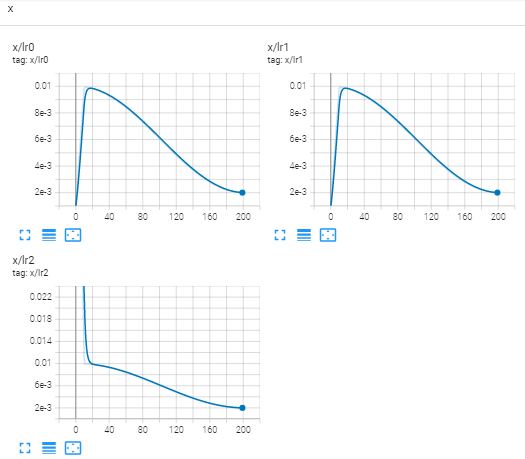 x
x/lr0 x/lr1
tag: x/lr0 tag: x/lr1
0.01 0.01
8e-3 8e-3
6e-3 6e-3
4e-3 4e-3
2e-3 2e-3
0 40 80 120 160 200 0 40 80 120 160 200
x/lr2
tag: x/lr2
0.022
0.018
0.014
0.01
6e-3
2e-3
0 40 80 120 160 200